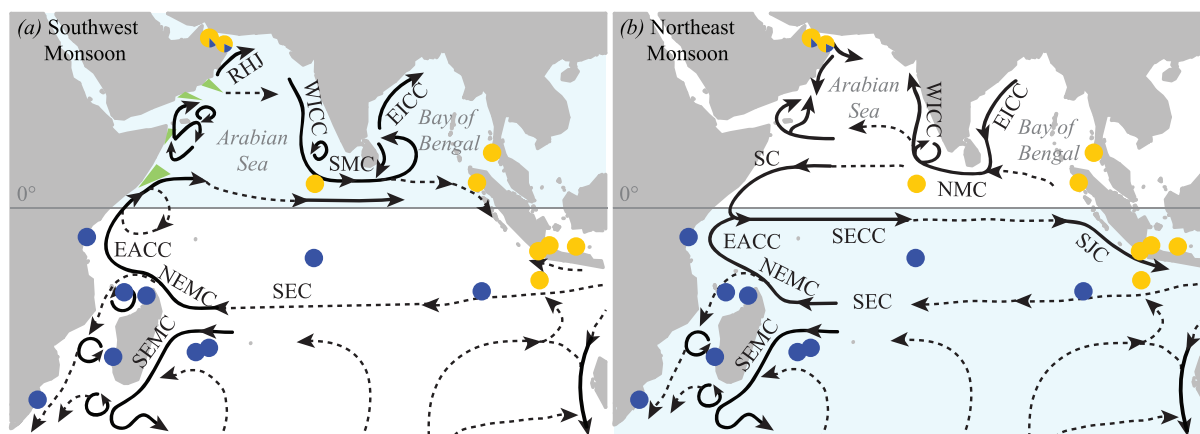 (a) Southwest
Monsoon
RHJ
WICC
EICC
Arabian
Sea
Bay of
Bengal
SMC
0°
EACC
NEMC
SEC
SEMC
(b) Northeast
Monsoon
Arabian
Sea
WICC
EICC
Bay of
Bengal
SC
NMC
0°
EACC
SECC
SJC
NEMC
SEC
SEMC